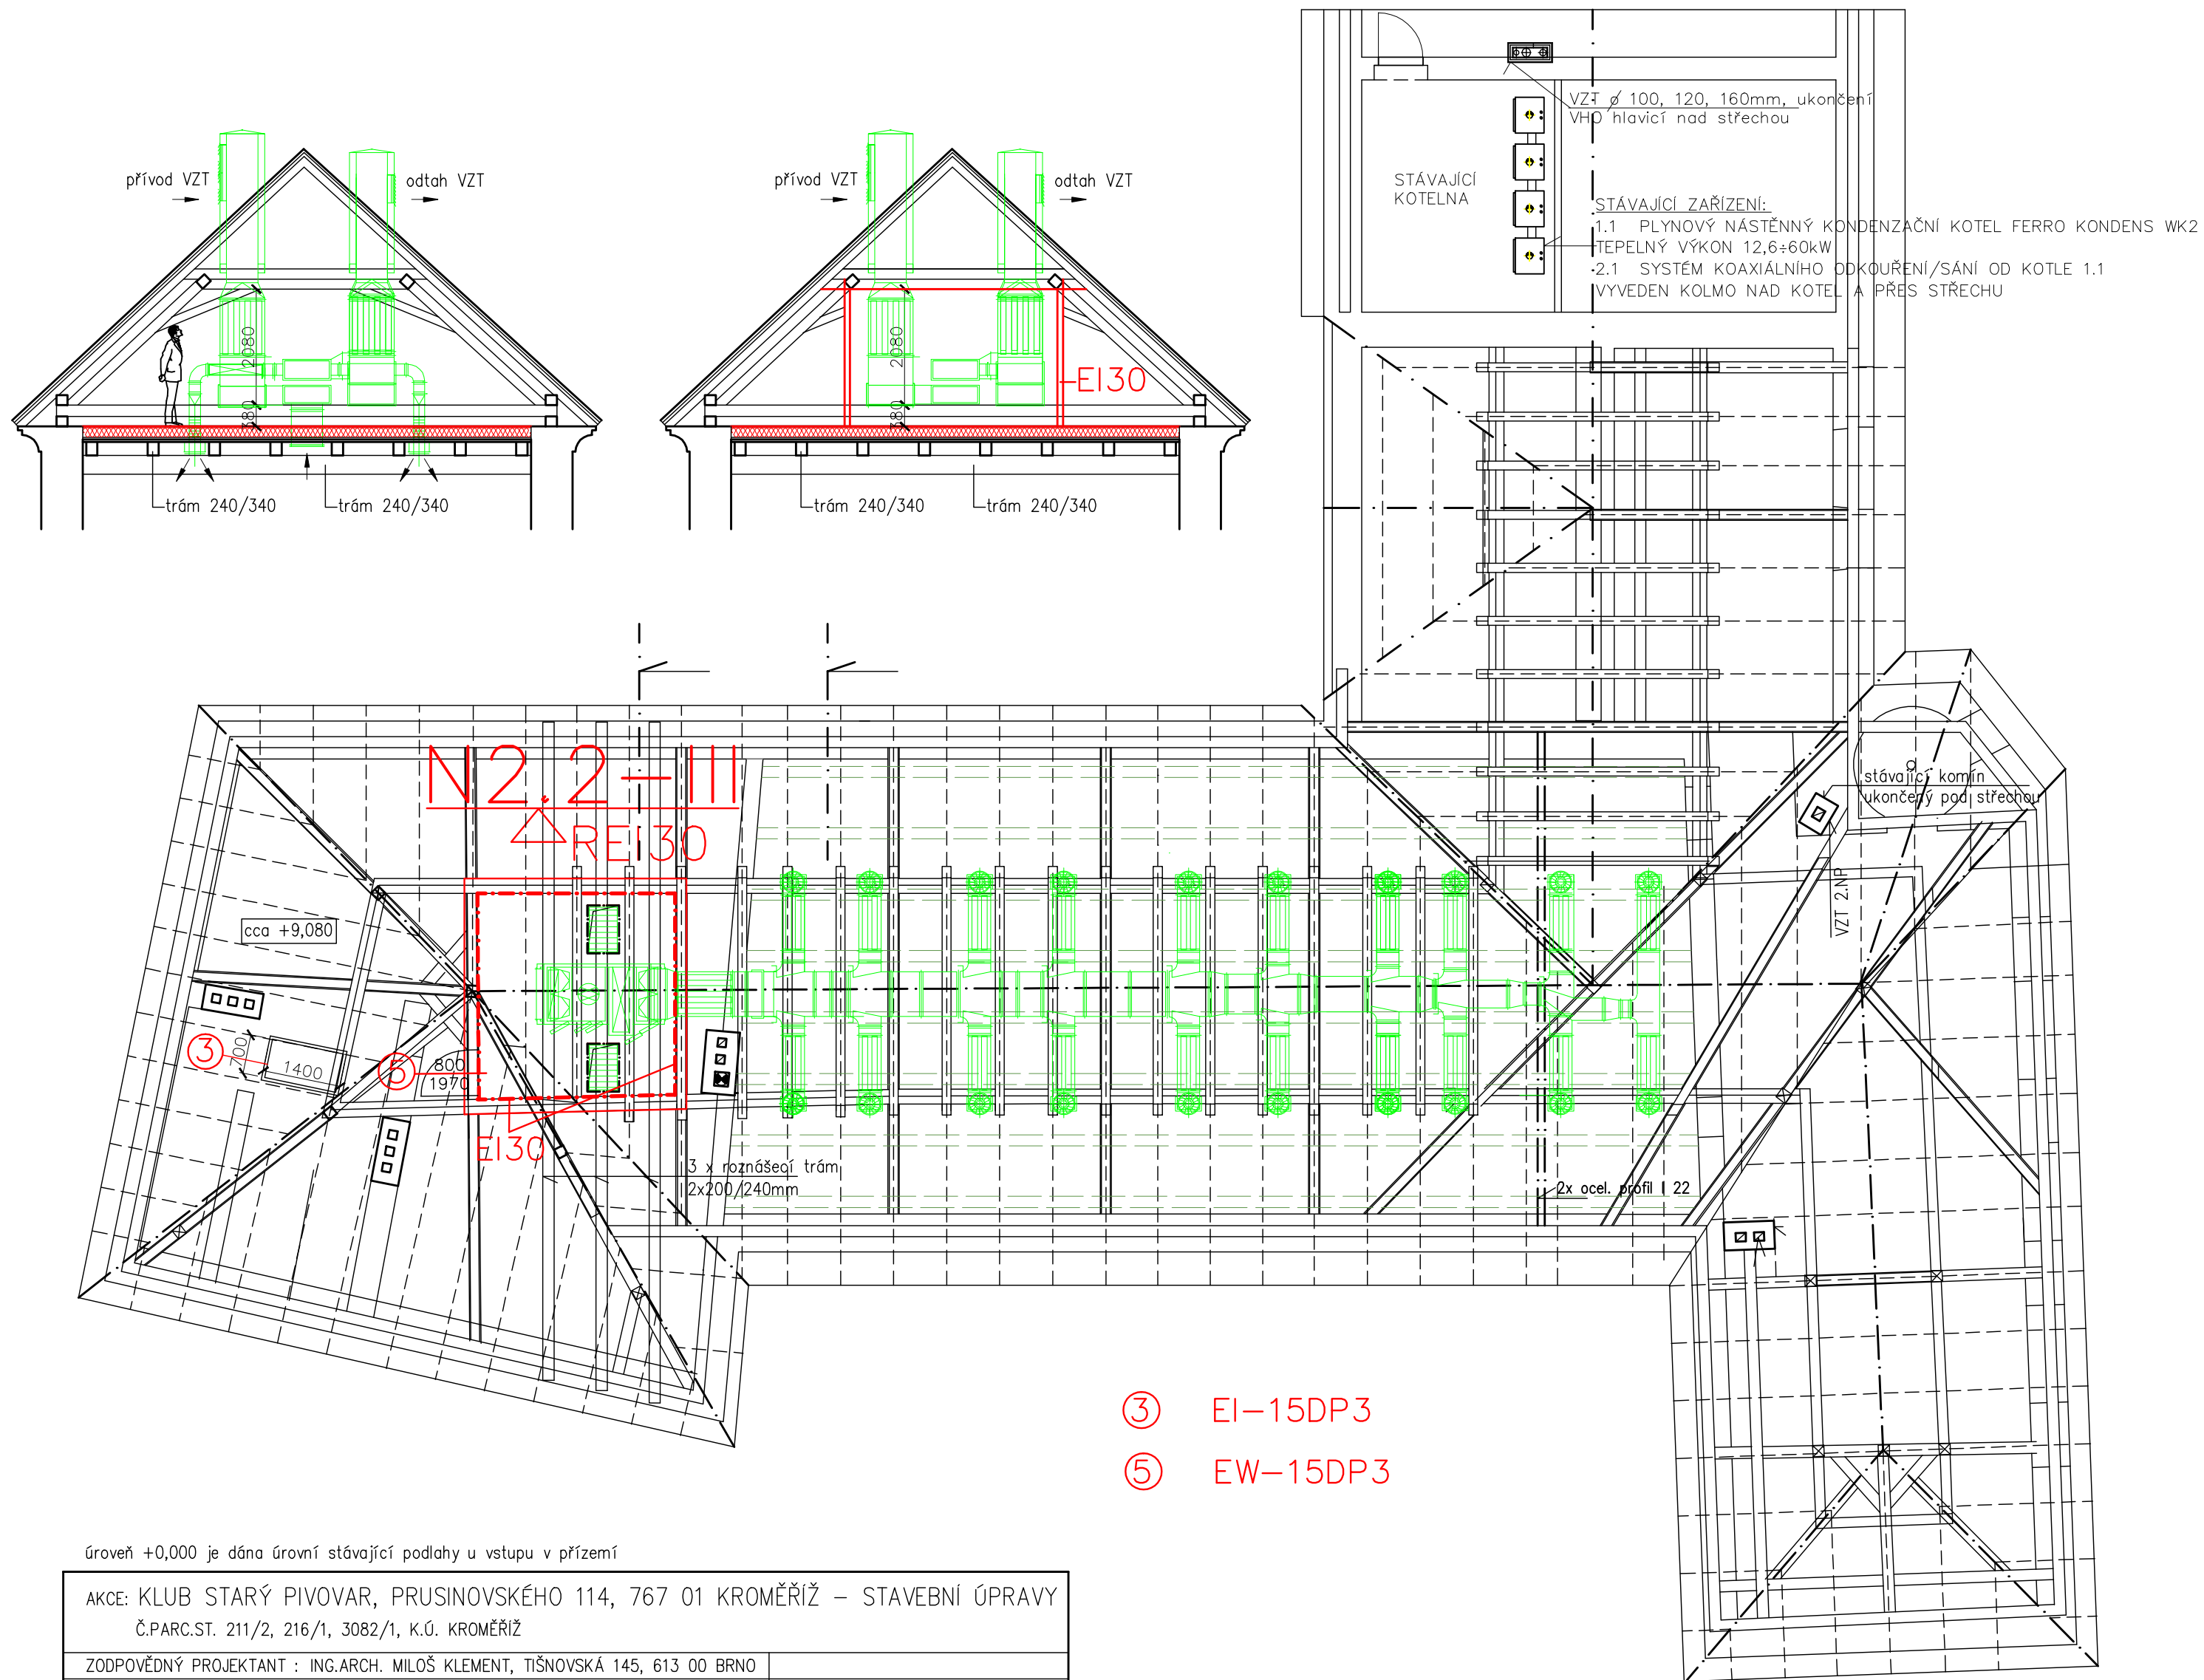 přívod VZT
odtah VZT
2080
380
trám 240/340
trám 240/340
přívod VZT
odtah VZT
2080
380
EI30
trám 240/340
trám 240/340
VZT ø 100, 120, 160mm, ukončení
VHO hlavicí nad střechou
STÁVAJÍCÍ
KOTELNA
STÁVAJÍCÍ ZAŘÍZENÍ:
1.1 PLYNOVÝ NÁSTĚNNÝ KONDENZAČNÍ KOTEL FERRO KONDENS WK2
TEPELNÝ VÝKON 12,6÷60kW
2.1 SYSTÉM KOAXIÁLNÍHO ODKOUŘENÍ/SÁNÍ OD KOTLE 1.1
VYVEDEN KOLMO NAD KOTEL A PŘES STŘECHU
N2.2-III
REI30
stávající komín
ukončený pod střechou
VZT 2.NP
cca +9,080
3
700
1400
5
800
1970
EI30
3 x roznášecí trám
2x200/240mm
2x ocel. profil I 22
3 EI-15DP3
5 EW-15DP3
úroveň +0,000 je dána úrovní stávající podlahy u vstupu v přízemí
AKCE: KLUB STARÝ PIVOVAR, PRUSINOVSKÉHO 114, 767 01 KROMĚŘÍŽ – STAVEBNÍ ÚPRAVY
Č.PARC.ST. 211/2, 216/1, 3082/1, K.Ú. KROMĚŘÍŽ
ZODPOVĚDNÝ PROJEKTANT : ING.ARCH. MILOŠ KLEMENT, TIŠNOVSKÁ 145, 613 00 BRNO